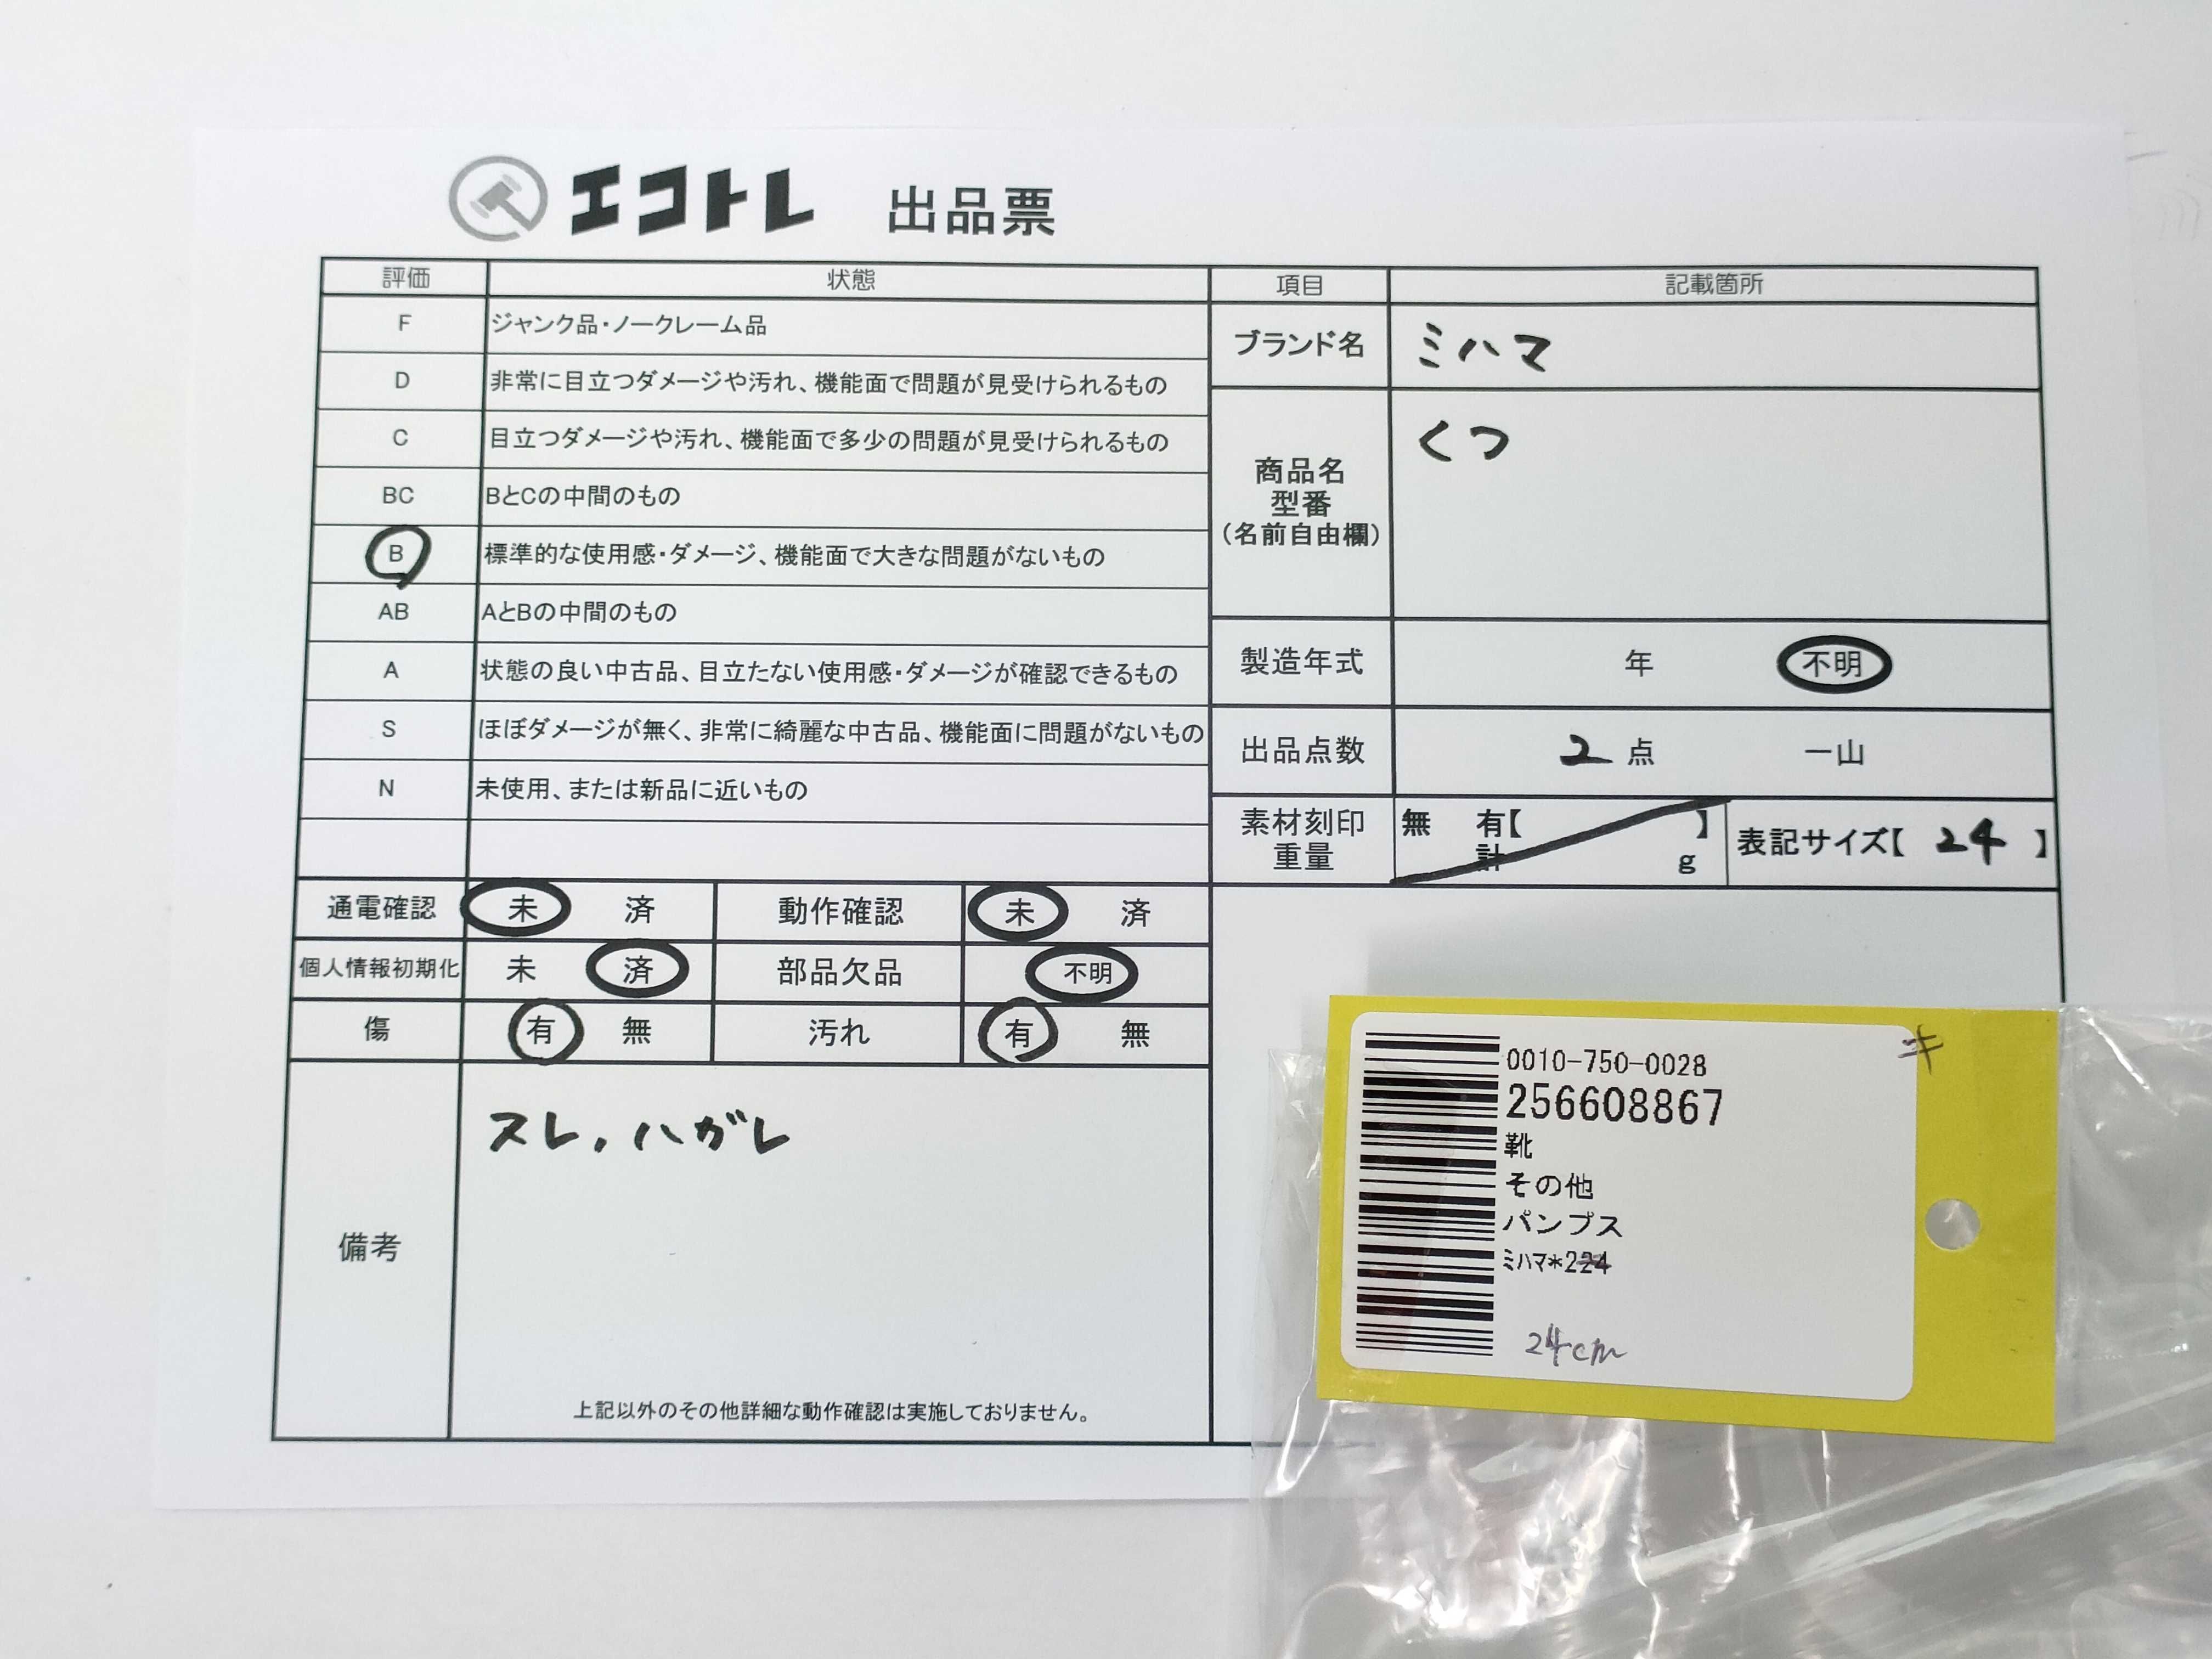 エコトレ 出品票
評価 状態
F ジャンク品・ノークレーム品
D 非常に目立つダメージや汚れ、機能面で問題が見受けられるもの
C 目立つダメージや汚れ、機能面で多少の問題が見受けられるもの
BC BとCの中間のもの
B 標準的な使用感・ダメージ、機能面で大きな問題がないもの
AB AとBの中間のもの
A 状態の良い中古品、目立たない使用感・ダメージが確認できるもの
S ほぼダメージが無く、非常に綺麗な中古品、機能面に問題がないもの
N 未使用、または新品に近いもの
項目 記載箇所
ブランド名 ミハマ
商品名 くつ
型番
(名前自由欄)
製造年式 年 不明
出品点数 2 点 一山
素材刻印 無 有【 】
重量 計 g
表記サイズ【 24 】
通電確認 未 済 動作確認 未 済
個人情報初期化 未 済 部品欠品 不明
傷 有 無 汚れ 有 無
備考
スレ, ハガレ
上記以外のその他詳細な動作確認は実施しておりません。
キ
0010-750-0028
256608867
靴
その他
パンプス
ミハマ*224
24cm